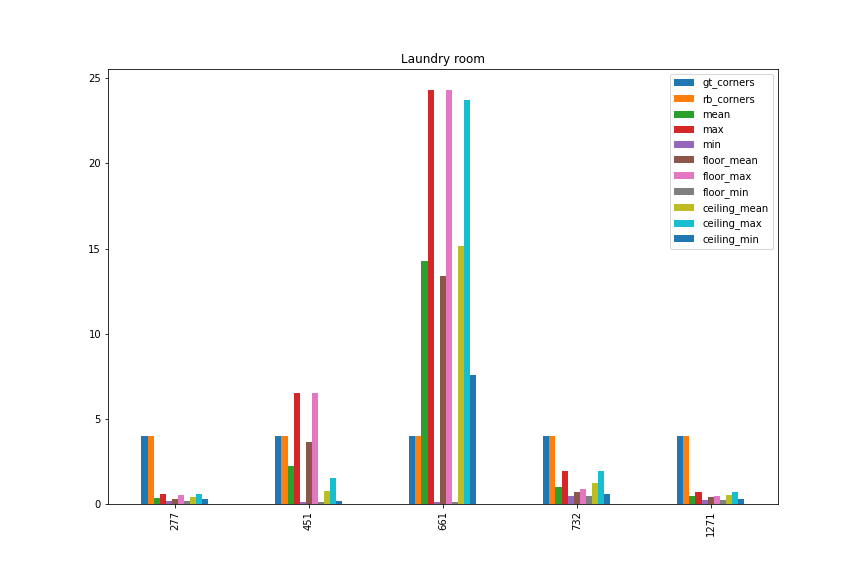 Laundry room
25
20
15
10
5
0
gt_corners
rb_corners
mean
max
min
floor_mean
floor_max
floor_min
ceiling_mean
ceiling_max
ceiling_min
277
451
661
732
1271